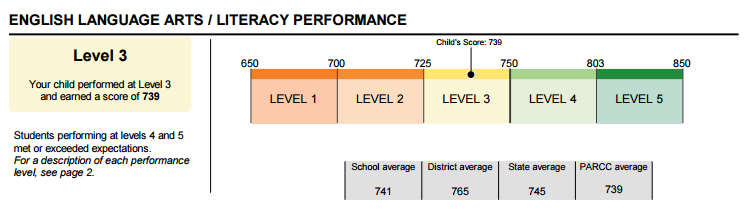 ENGLISH LANGUAGE ARTS / LITERACY PERFORMANCE
Level 3
Your child performed at Level 3
and earned a score of 739
Students performing at levels 4 and 5
met or exceeded expectations.
For a description of each performance
level, see page 2.
Child's Score: 739
650 700 725 750 803 850
LEVEL 1 LEVEL 2 LEVEL 3 LEVEL 4 LEVEL 5
School average District average State average PARCC average
741 765 745 739